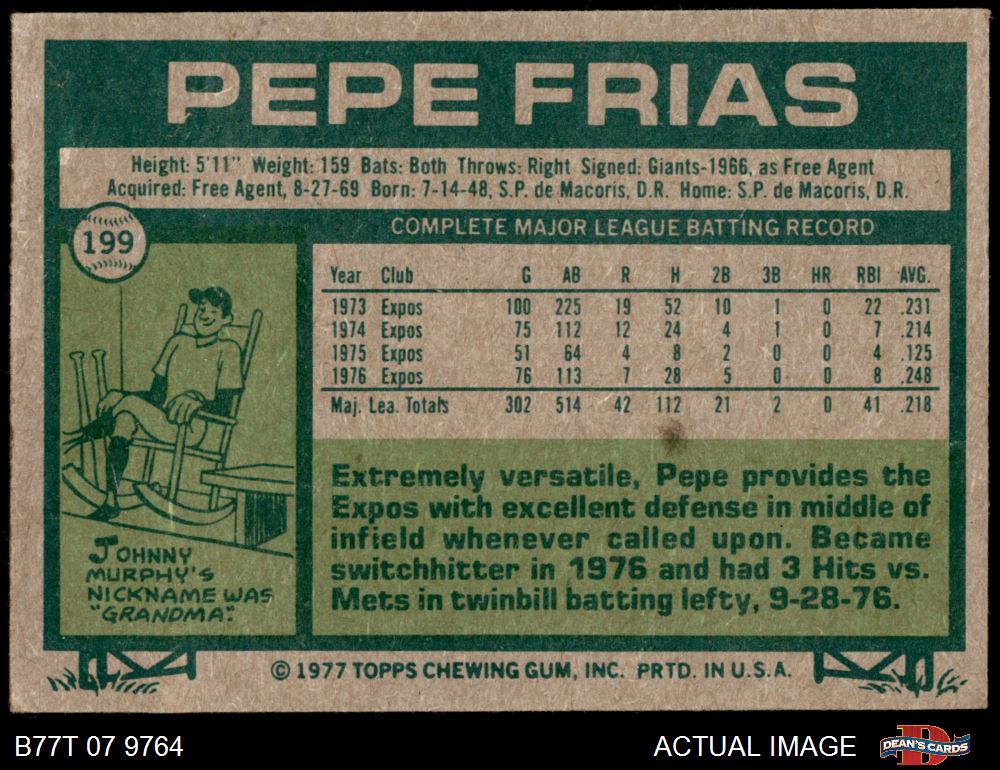 PEPE FRIAS
Height: 5'11" Weight: 159 Bats: Both Throws: Right Signed: Giants-1966, as Free Agent
Acquired: Free Agent, 8-27-69 Born: 7-14-48, S.P. de Macoris, D.R. Home: S.P. de Macoris, D.R.
199
COMPLETE MAJOR LEAGUE BATTING RECORD
Year Club G AB R H 2B 3B HR RBI AVG.
1973 Expos 100 225 19 52 10 1 0 22 .231
1974 Expos 75 112 12 24 4 1 0 7 .214
1975 Expos 51 64 4 8 2 0 0 4 .125
1976 Expos 76 113 7 28 5 0 0 8 .248
Maj. Lea. Totals 302 514 42 112 21 2 0 41 .218
Extremely versatile, Pepe provides the
Expos with excellent defense in middle of
infield whenever called upon. Became
switchhitter in 1976 and had 3 Hits vs.
Mets in twinbill batting lefty, 9-28-76.
JOHNNY
MURPHY'S
NICKNAME WAS
"GRANDMA".
© 1977 TOPPS CHEWING GUM, INC. PRTD. IN U.S.A.
B77T 07 9764
ACTUAL IMAGE
D
DEAN'S CARDS